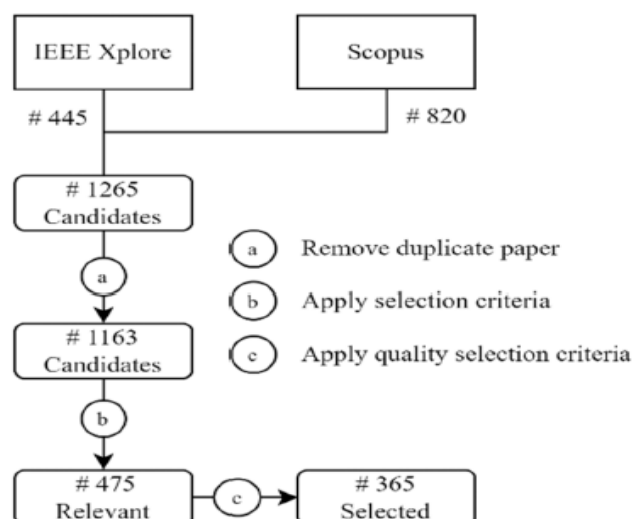 IEEE Xplore
Scopus
# 445
# 820
# 1265
Candidates
a
a Remove duplicate paper
b Apply selection criteria
# 1163
Candidates
c Apply quality selection criteria
b
# 475
Relevant
c
# 365
Selected